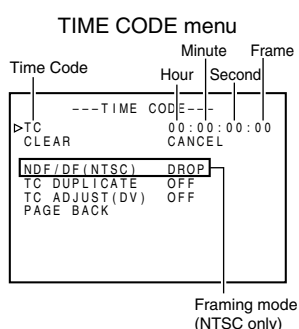 TIME CODE menu
Minute Frame
Time Code
Hour Second
---TIME CODE---
TC 00:00:00:00
CLEAR CANCEL
NDF/DF(NTSC) DROP
TC DUPLICATE OFF
TC ADJUST(DV) OFF
PAGE BACK
Framing mode
(NTSC only)